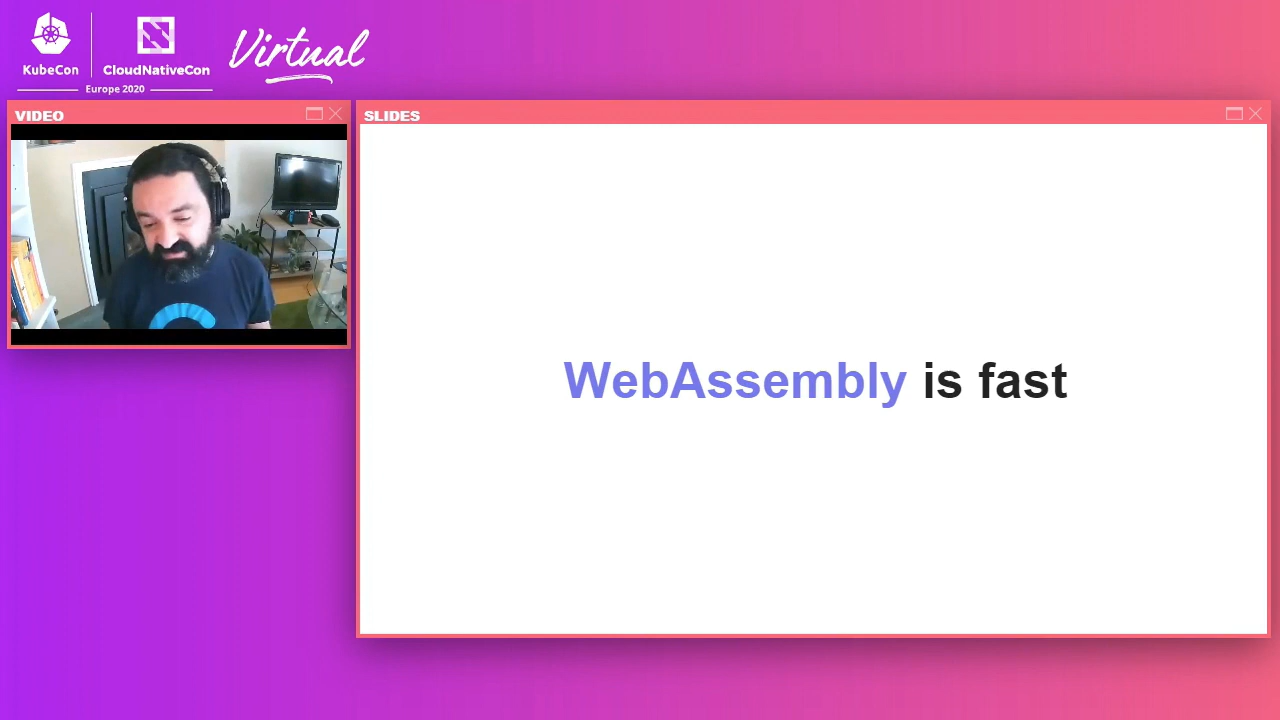 KubeCon
CloudNativeCon
Virtual
Europe 2020
VIDEO
SLIDES
WebAssembly is fast